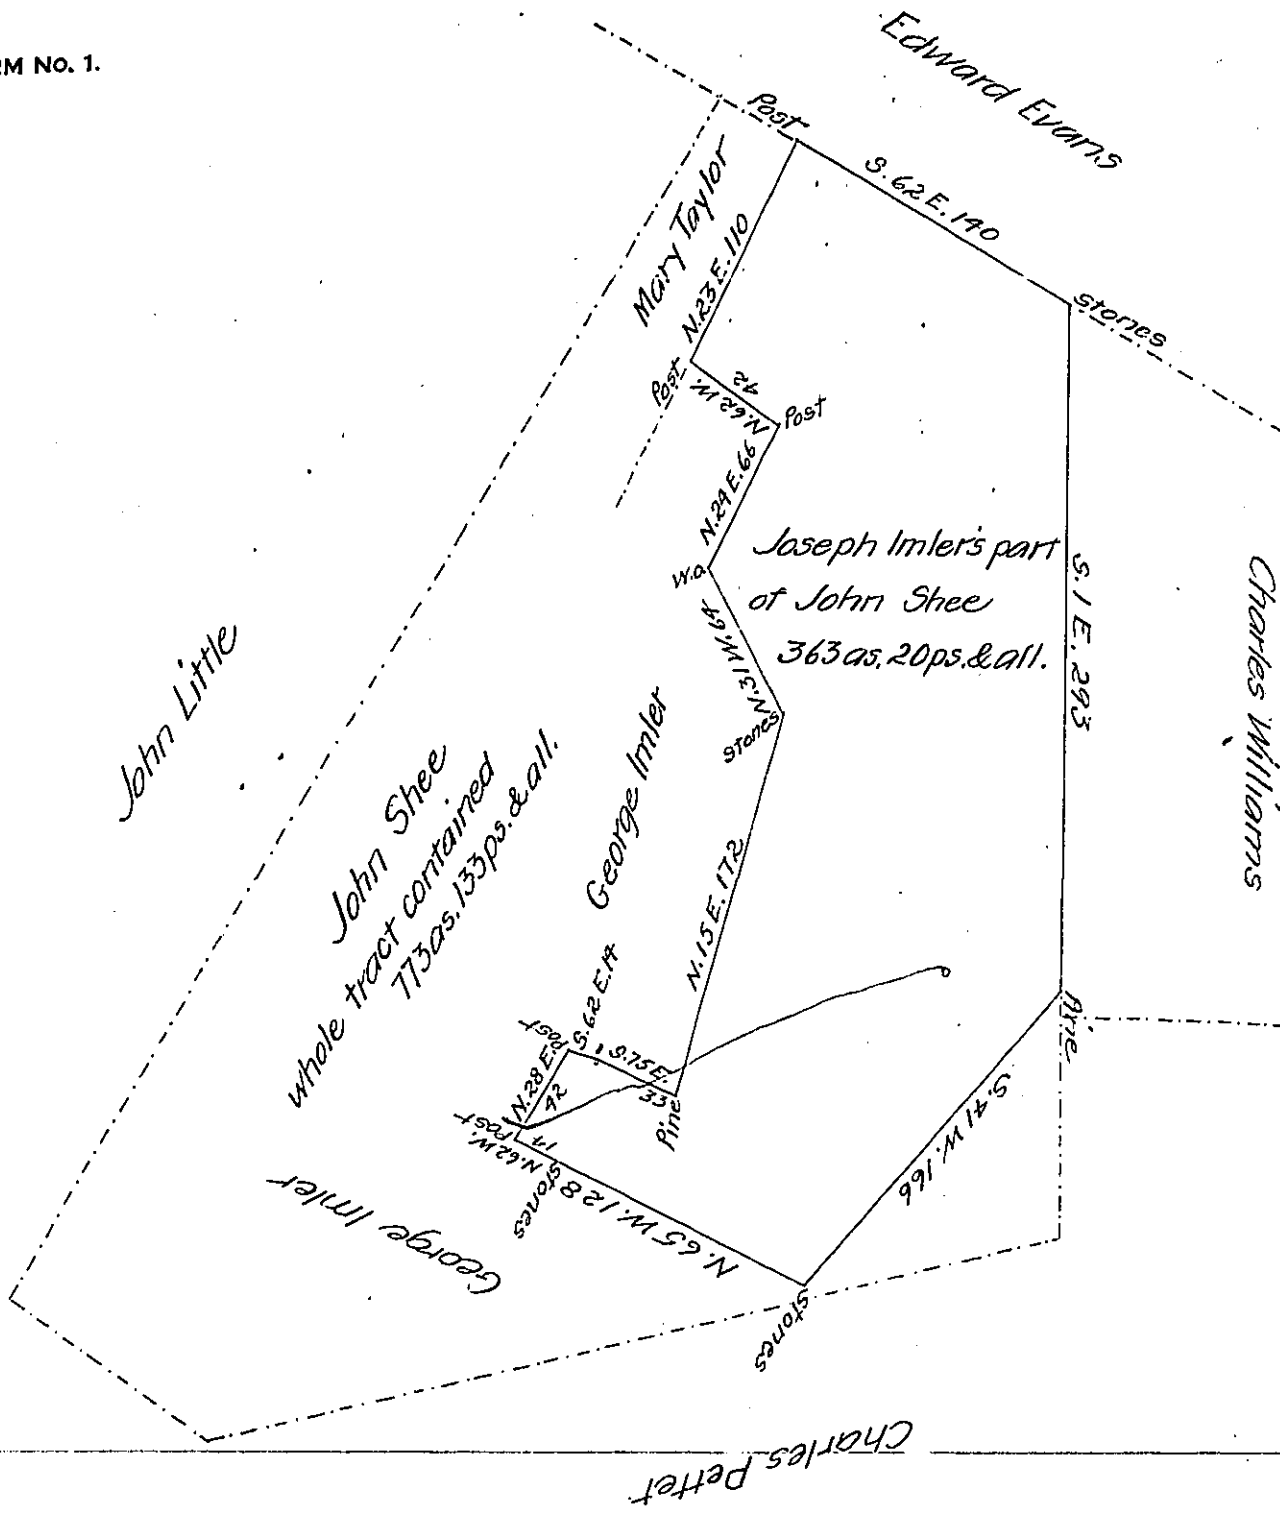 RM NO. 1.
Edward Evans
Post
S. 62 E. 140
Stones
Mary Taylor
N. 23 E. 110
Post
N. 62 W.
42
Post
N. 24 E. 66
W.o.
N. 31 W. 64
Stones
Joseph Imler's part
of John Shee
363 as. 20 ps. & all.
S. 1 E. 293
Charles Williams
John Little
John Shee
whole tract contained
773 as. 133 ps. & all.
George Imler
N. 15 E. 172
S. 62 E. 14
Post
N. 28 E.
42
S. 75 E.
33
Pine
Post
N. 62 W.
14
Stones
N. 65 W. 128
Stones
S. 41 W. 166
Pine
George Imler
Charles Pettet